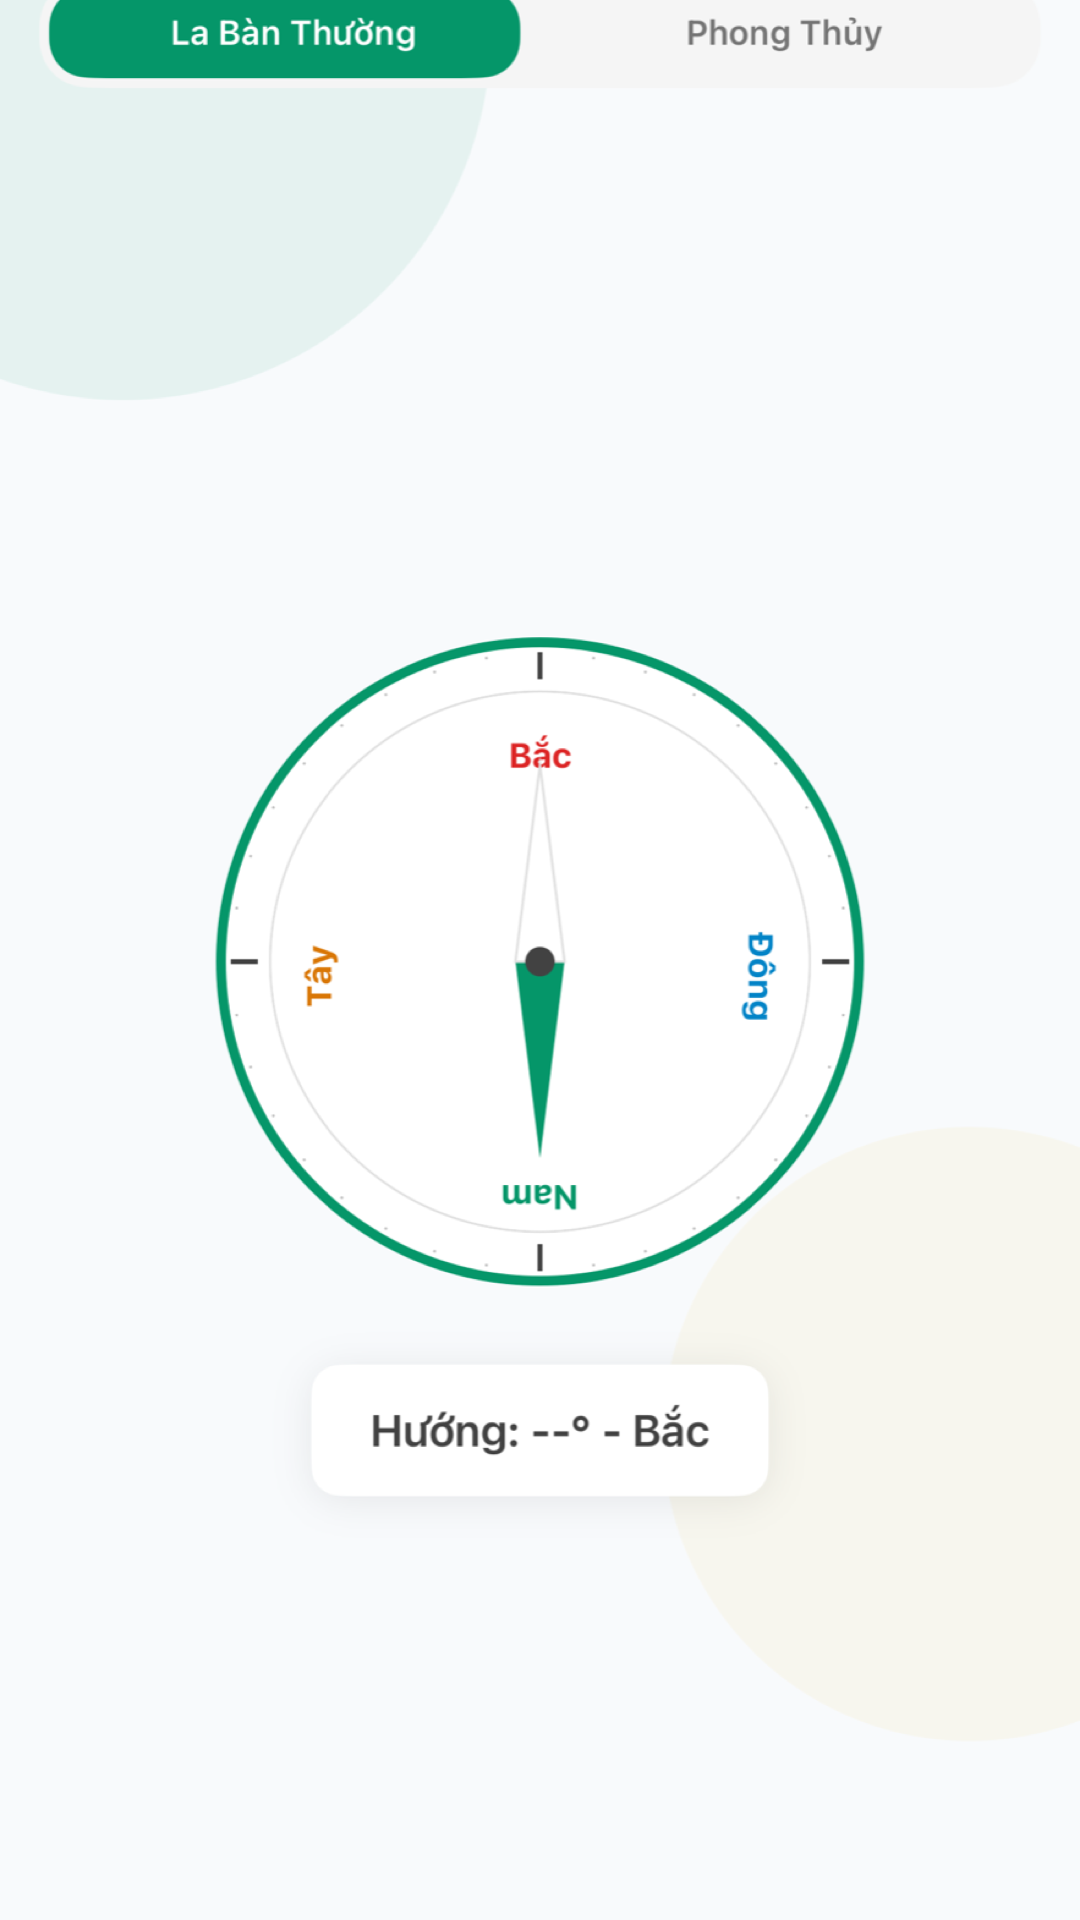 La Bàn Thường
Phong Thủy
Bắc
Tây
Đông
Nam
Hướng: --° - Bắc